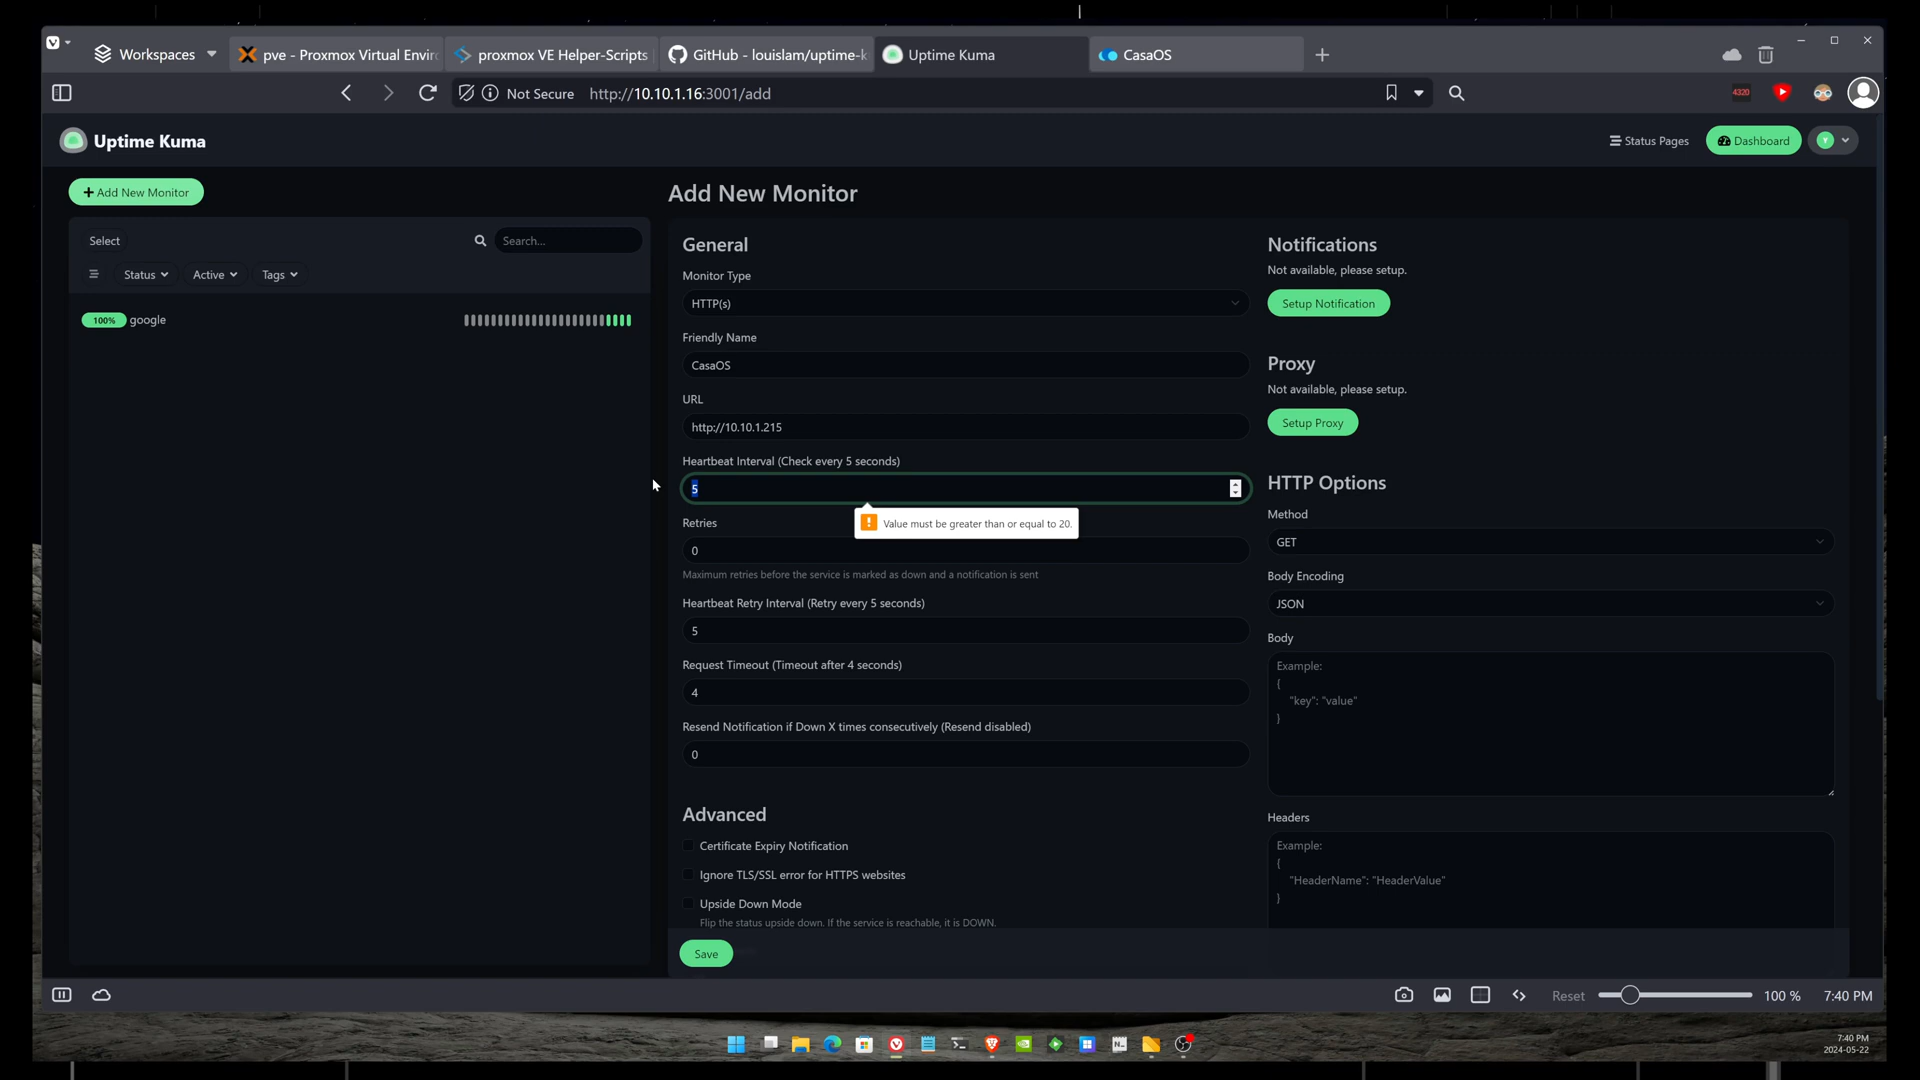 Workspaces
pve - Proxmox Virtual Envir
proxmox VE Helper-Scripts
GitHub - louislam/uptime-k
Uptime Kuma
CasaOS
Not Secure
http://10.10.1.16:3001/add
4320
Uptime Kuma
Status Pages
Dashboard
Y
+ Add New Monitor
Add New Monitor
Select
Search...
Status
Active
Tags
100%
google
General
Monitor Type
HTTP(s)
Friendly Name
CasaOS
URL
http://10.10.1.215
Heartbeat Interval (Check every 5 seconds)
5
Value must be greater than or equal to 20.
Retries
0
Maximum retries before the service is marked as down and a notification is sent
Heartbeat Retry Interval (Retry every 5 seconds)
5
Request Timeout (Timeout after 4 seconds)
4
Resend Notification if Down X times consecutively (Resend disabled)
0
Advanced
Certificate Expiry Notification
Ignore TLS/SSL error for HTTPS websites
Upside Down Mode
Flip the status upside down. If the service is reachable, it is DOWN.
Save
Notifications
Not available, please setup.
Setup Notification
Proxy
Not available, please setup.
Setup Proxy
HTTP Options
Method
GET
Body Encoding
JSON
Body
Example:
{
"key": "value"
}
Headers
Example:
{
"HeaderName": "HeaderValue"
}
Reset
100 %
7:40 PM
7:40 PM
2024-05-22